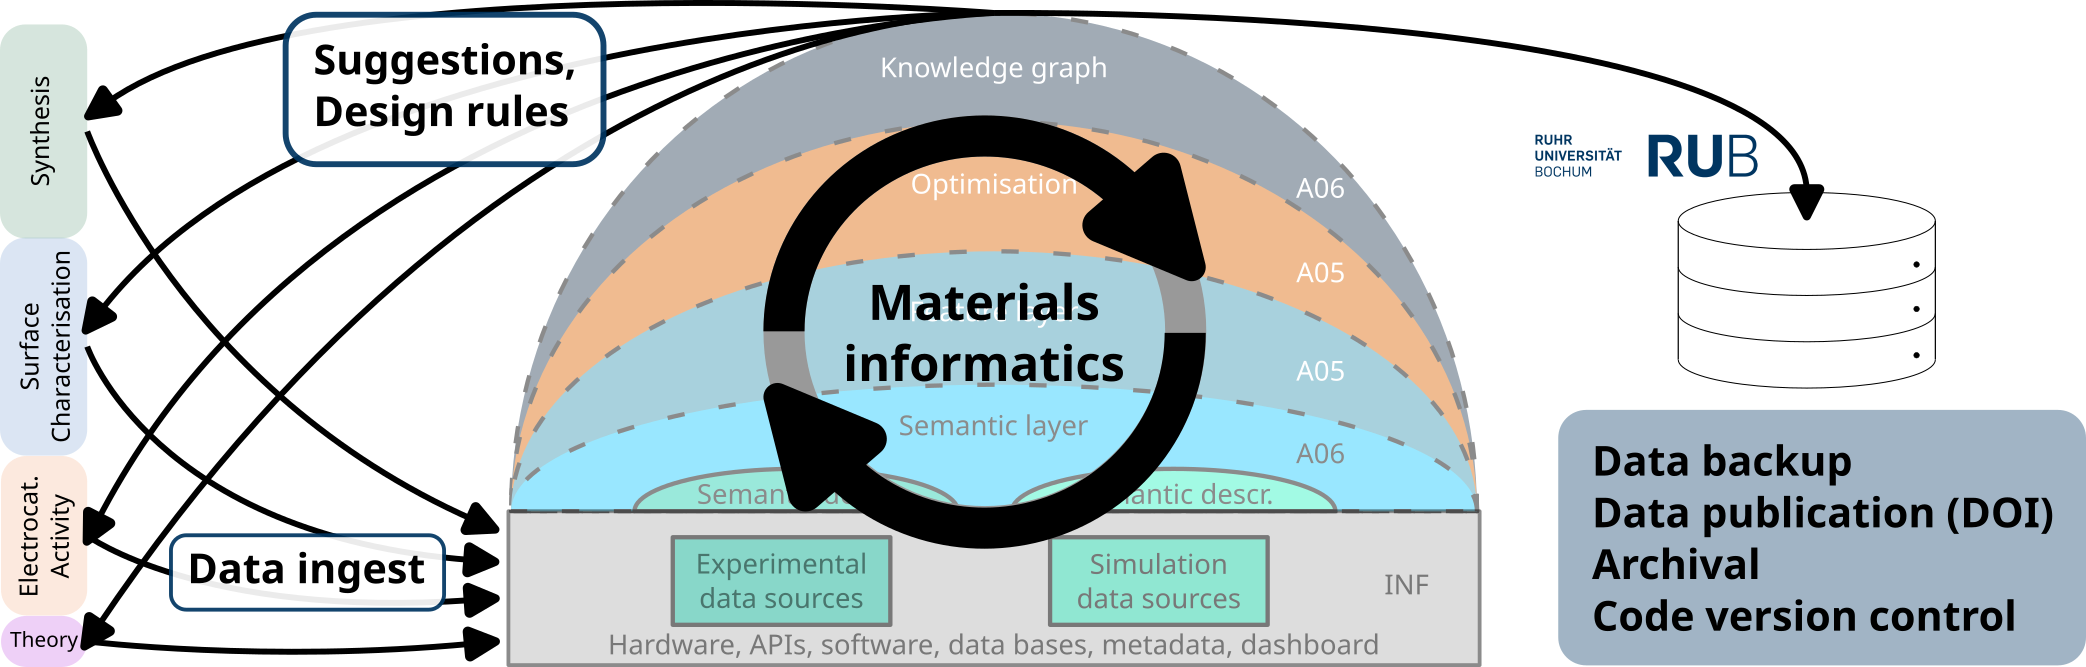 Synthesis
Surface
Characterisation
Electrocat.
Activity
Theory
Suggestions,
Design rules
Data ingest
Knowledge graph
A06
Optimisation
A05
Materials
informatics
layer
A05
Semantic layer
A06
descr.
Experimental
data sources
Simulation
data sources
INF
Hardware, APIs, software, data bases, metadata, dashboard
RUHR
UNIVERSITÄT
BOCHUM
RUB
Data backup
Data publication (DOI)
Archival
Code version control